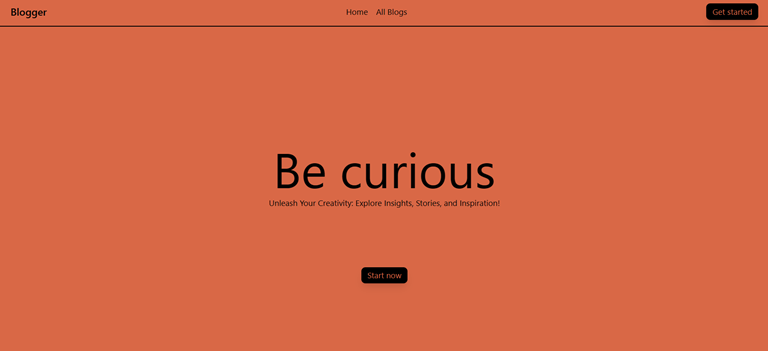 Blogger Home All Blogs Get started
Be curious
Unleash Your Creativity: Explore Insights, Stories, and Inspiration!
Start now